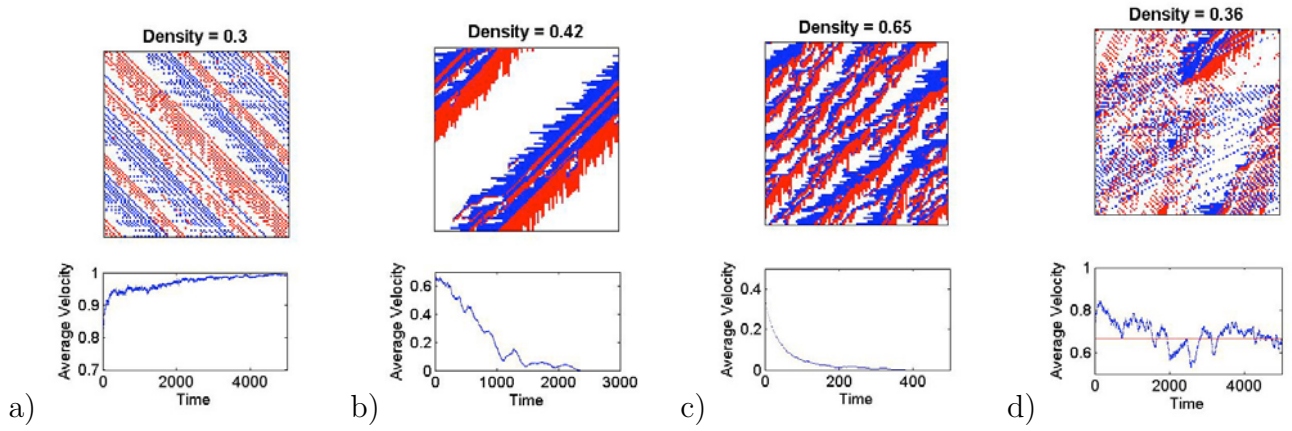 Density = 0.3
Average Velocity
1
0.9
0.8
0.7
0 2000 4000
Time
a)
Density = 0.42
Average Velocity
0.6
0.4
0.2
0
0 1000 2000 3000
Time
b)
Density = 0.65
Average Velocity
0.4
0.2
0
0 200 400
Time
c)
Density = 0.36
Average Velocity
1
0.8
0.6
0 2000 4000
Time
d)